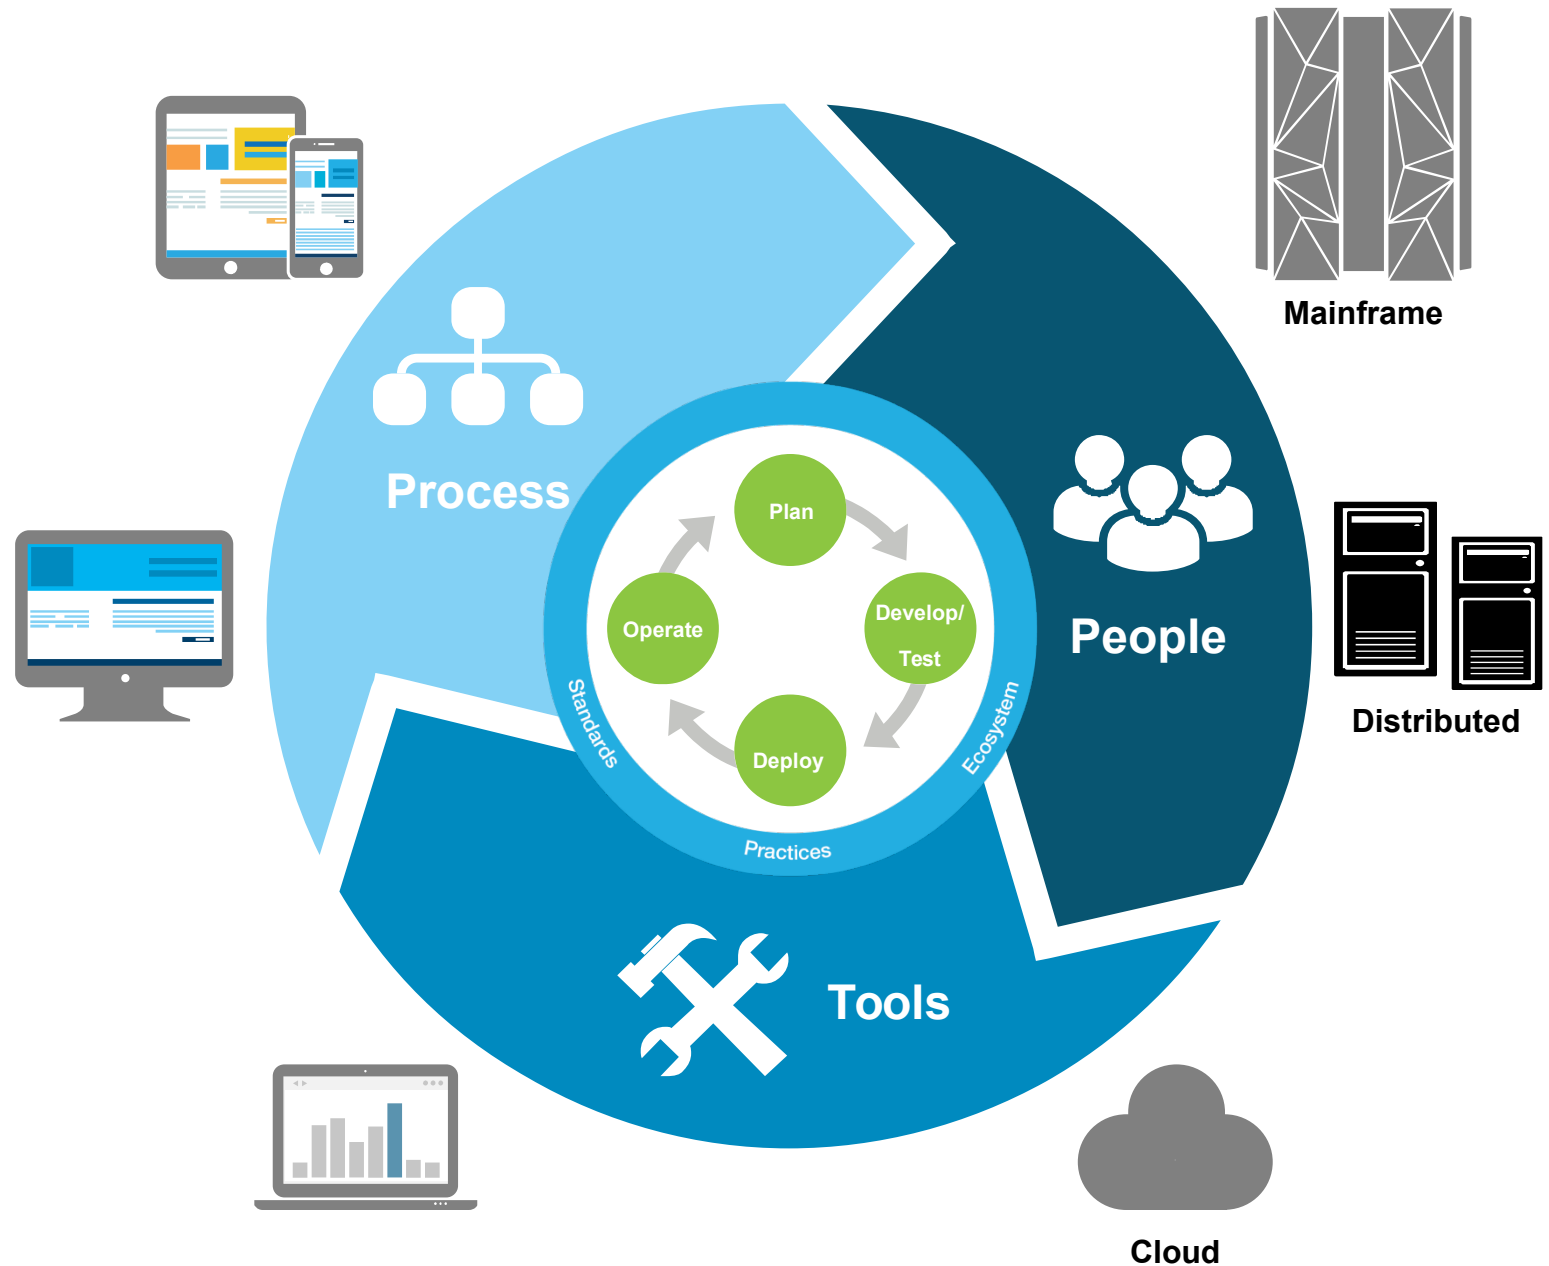 Mainframe
Process
Plan
Operate
Develop/
Test
People
Standards
Ecosystem
Distributed
Deploy
Practices
Tools
Cloud